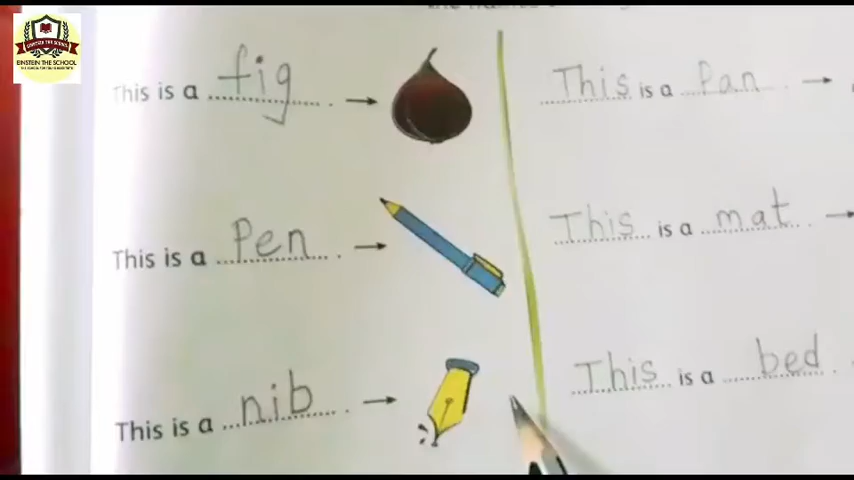 EINSTEIN THE SCHOOL
This is a fig.
This is a Pen.
This is a nib.
This is a Pan
This is a mat.
This is a bed.